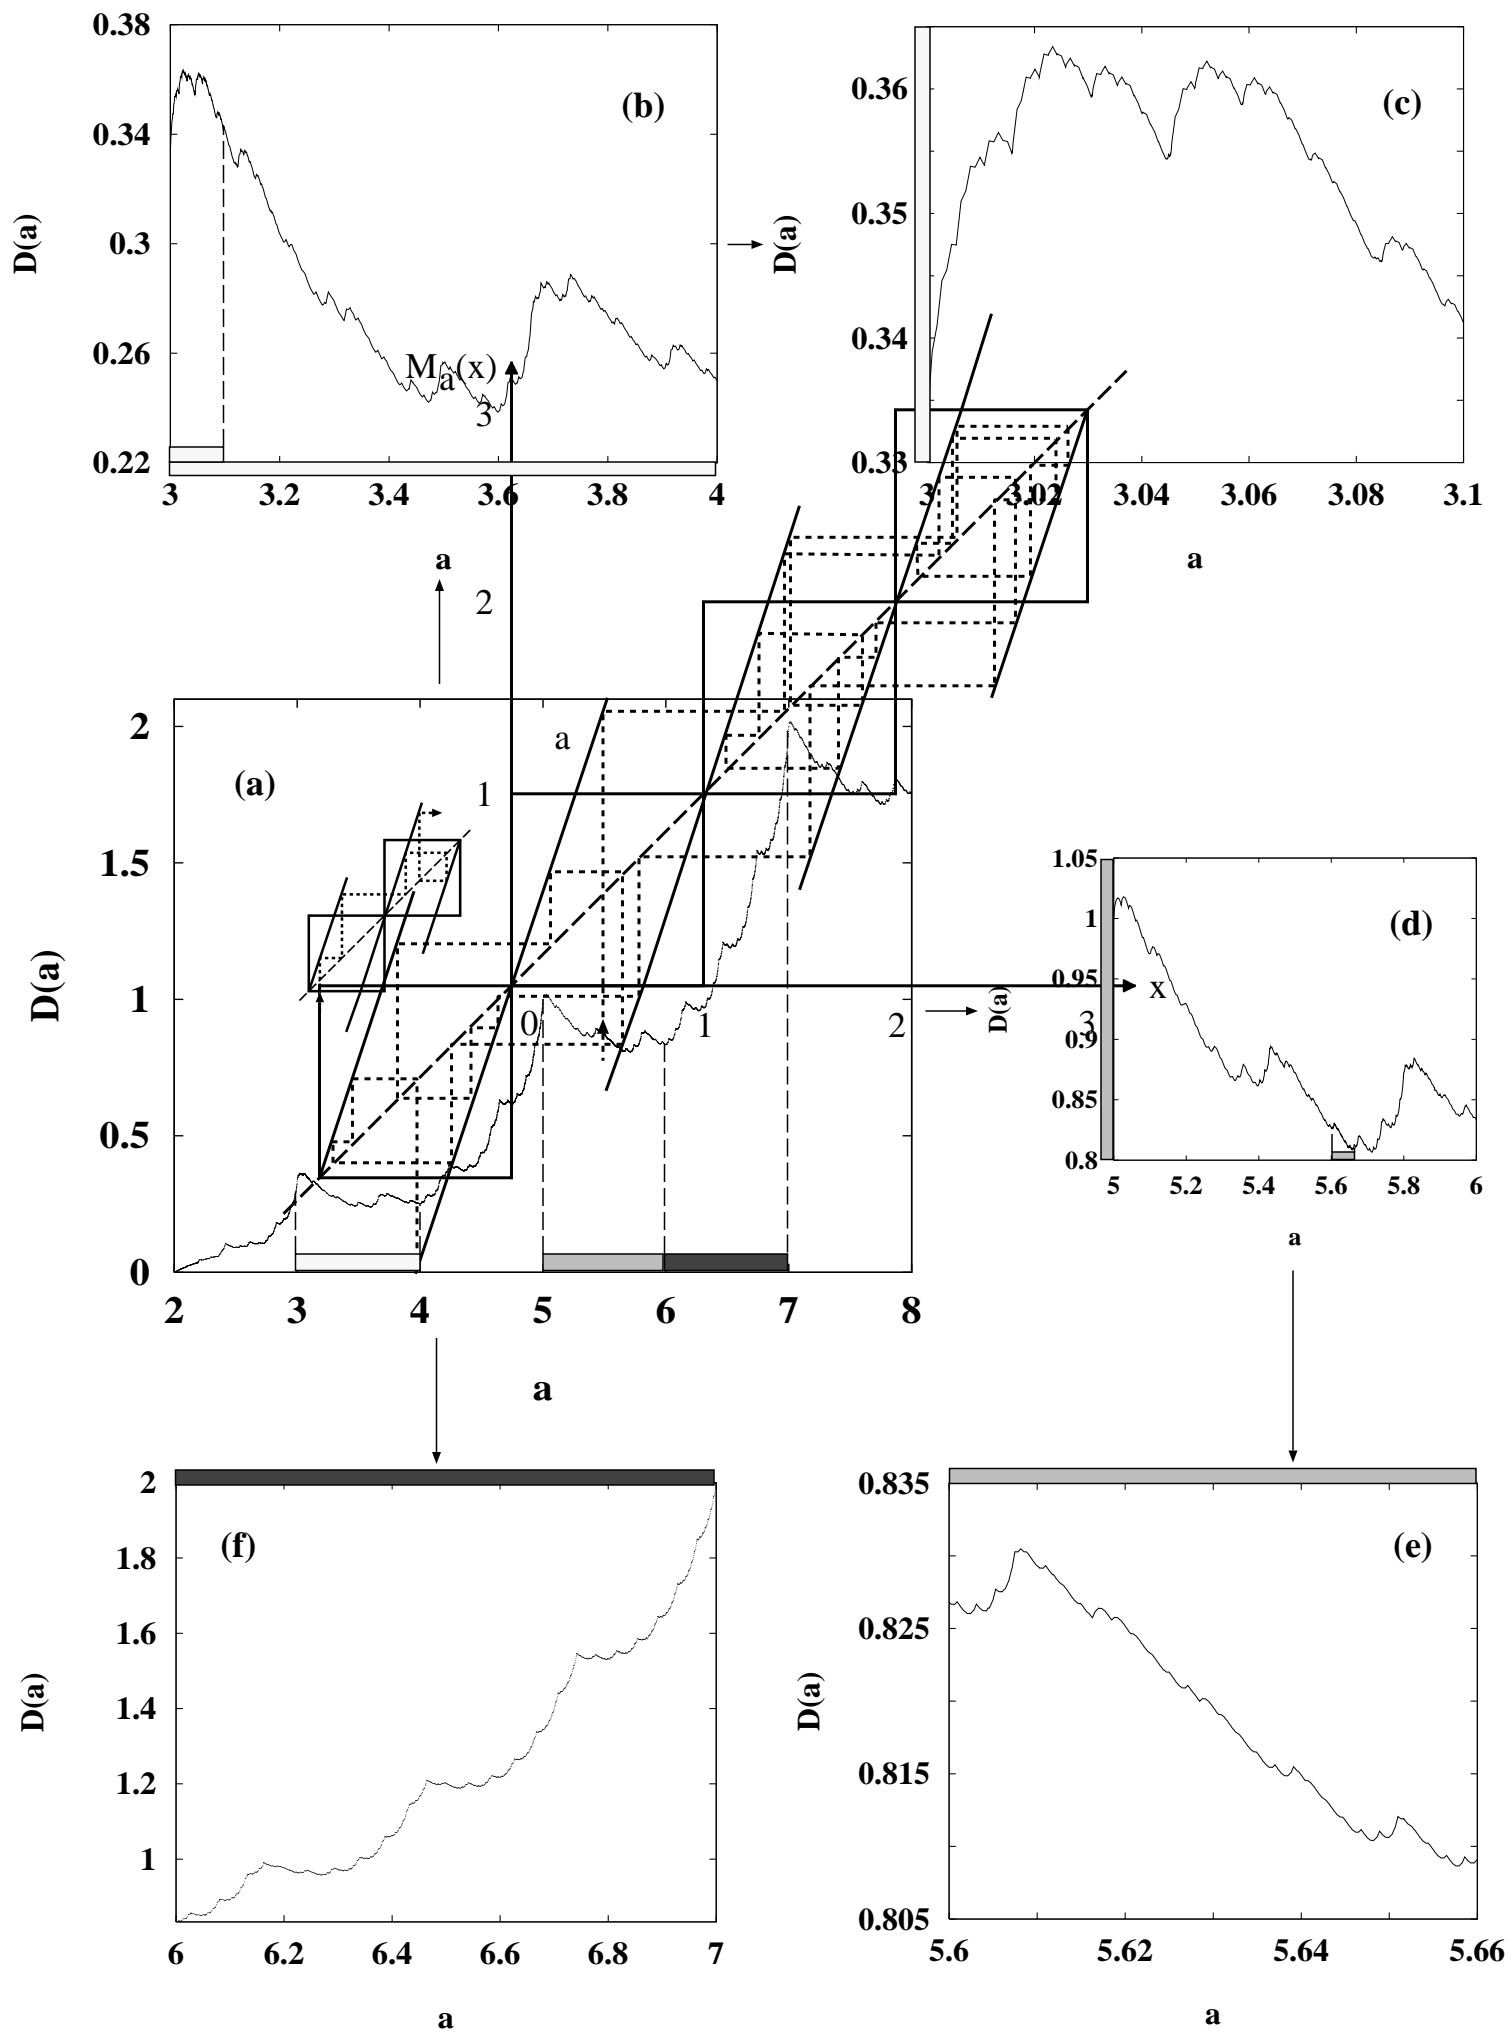 0.38
0.34
0.3
0.26
0.22
D(a)
(b)
3 3.2 3.4 3.6 3.8 4
a
0.36
0.35
0.34
0.33
D(a)
(c)
3 3.02 3.04 3.06 3.08 3.1
a
Mₐ(x)
3
2
1
a
0 1 2 3
x
2
1.5
1
0.5
0
D(a)
(a)
2 3 4 5 6 7 8
a
1.05
1
0.95
0.9
0.85
0.8
D(a)
(d)
5 5.2 5.4 5.6 5.8 6
a
2
1.8
1.6
1.4
1.2
1
D(a)
(f)
6 6.2 6.4 6.6 6.8 7
a
0.835
0.825
0.815
0.805
D(a)
(e)
5.6 5.62 5.64 5.66
a